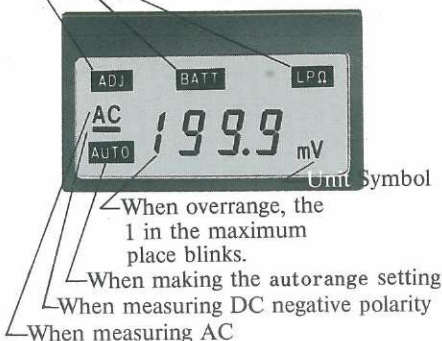 ADJ BATT LPΩ
AC
199.9 mV
AUTO
Unit Symbol
When overrange, the
1 in the maximum
place blinks.
When making the autorange setting
When measuring DC negative polarity
When measuring AC